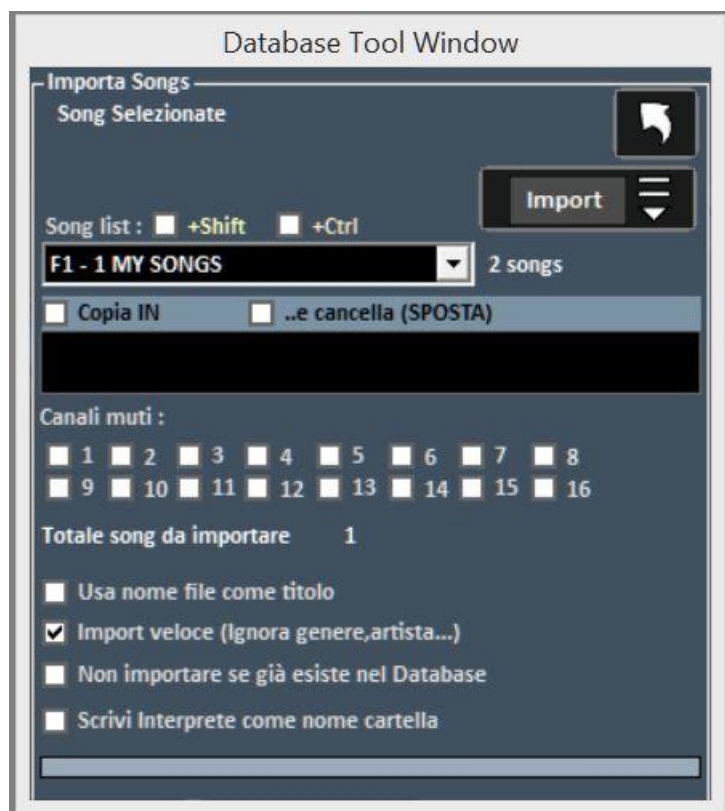 Database Tool Window
Importa Songs
Song Selezionate
Import
Song list : +Shift +Ctrl
F1 - 1 MY SONGS 2 songs
Copia IN ..e cancella (SPOSTA)
Canali muti :
1 2 3 4 5 6 7 8
9 10 11 12 13 14 15 16
Totale song da importare 1
Usa nome file come titolo
Import veloce (Ignora genere,artista...)
Non importare se già esiste nel Database
Scrivi Interprete come nome cartella